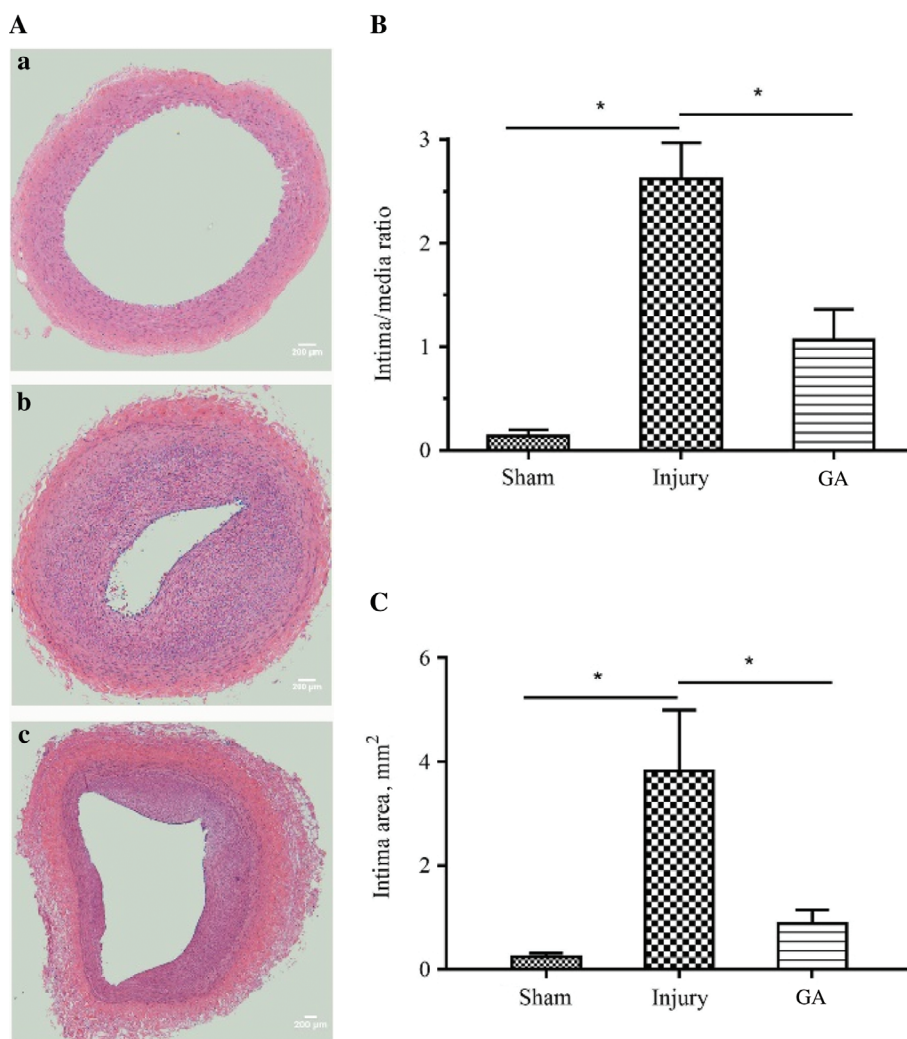 A
a
200 µm
b
200 µm
c
200 µm
B
* *
3
2
1
0
Intima/media ratio
Sham Injury GA
C
* *
6
4
2
0
Intima area, mm²
Sham Injury GA